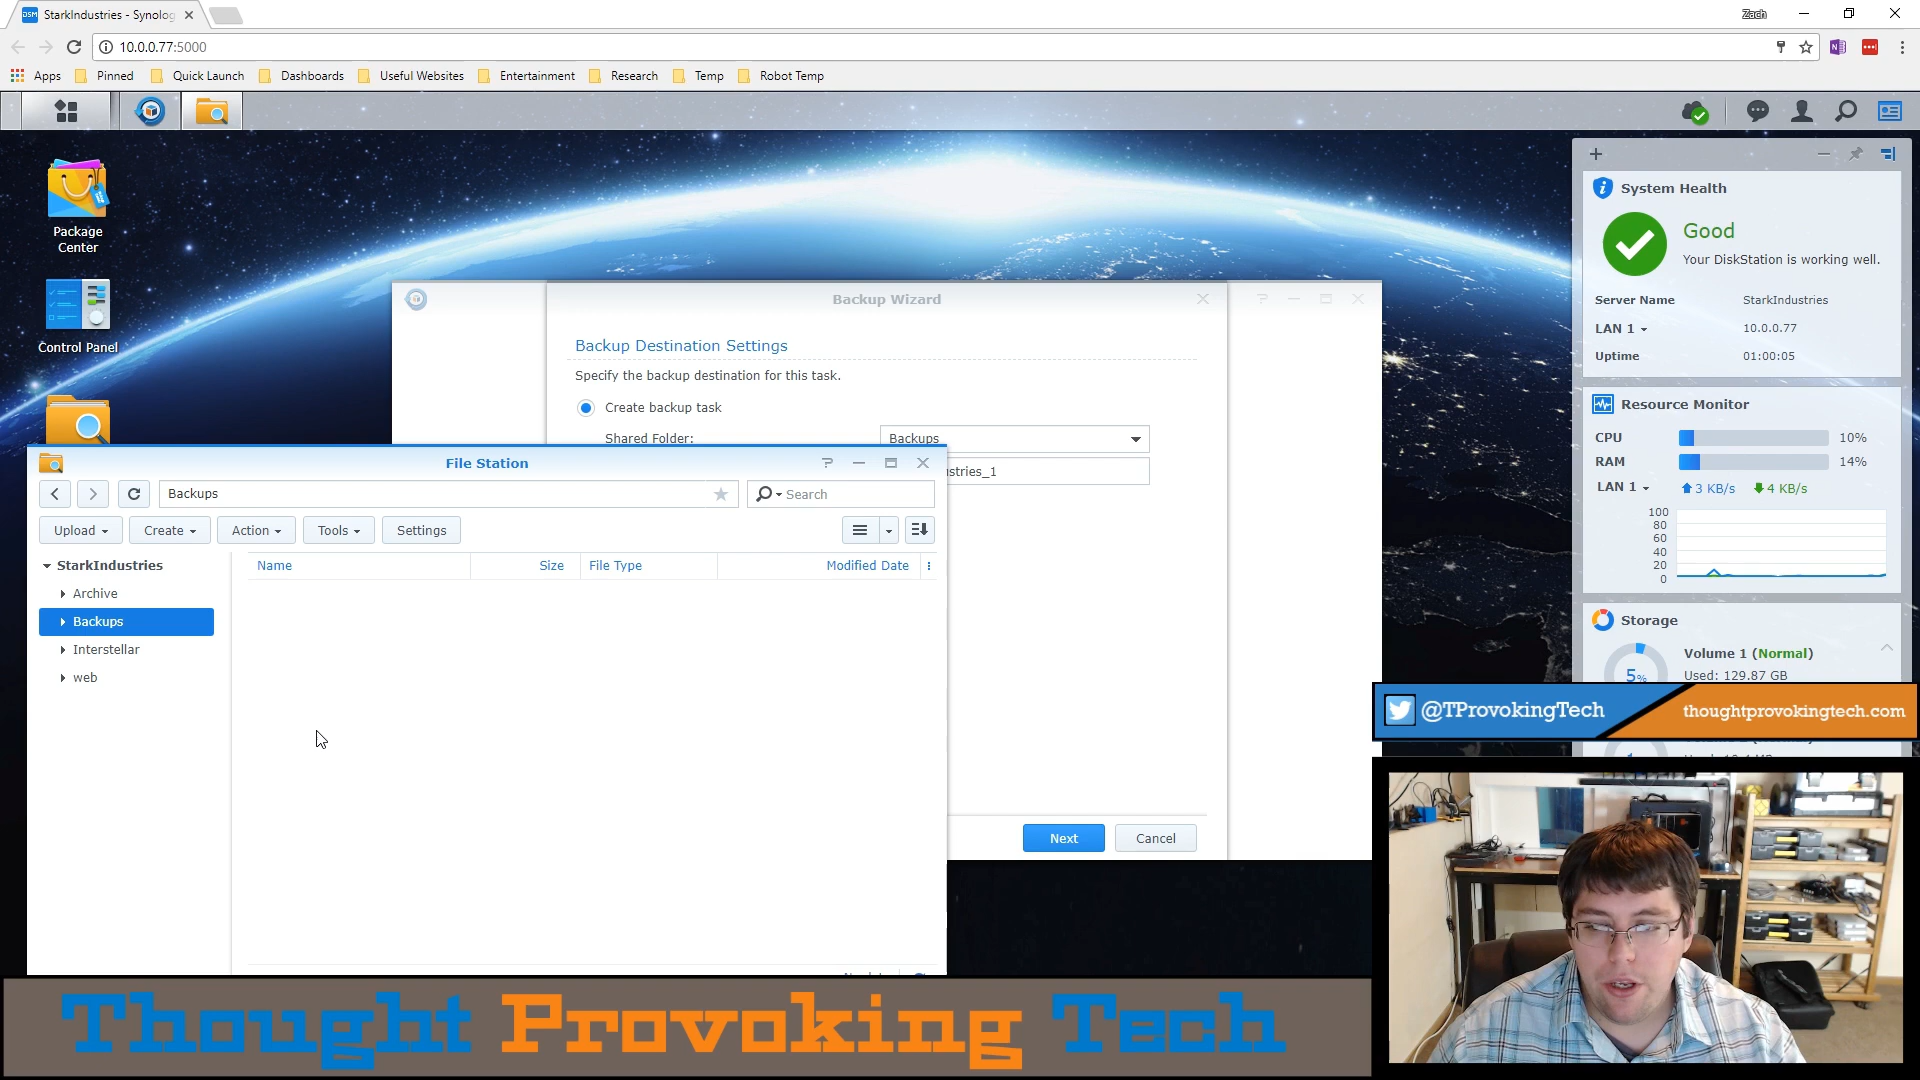 StarkIndustries - Synolog
Zach
10.0.0.77:5000
Apps
Pinned
Quick Launch
Dashboards
Useful Websites
Entertainment
Research
Temp
Robot Temp
Package
Center
Control Panel
Backup Wizard
Backup Destination Settings
Specify the backup destination for this task.
Create backup task
Shared Folder:
Backups
stries_1
Next
Cancel
File Station
Backups
Search
Upload
Create
Action
Tools
Settings
StarkIndustries
Archive
Backups
Interstellar
web
Name
Size
File Type
Modified Date
System Health
Good
Your DiskStation is working well.
Server Name StarkIndustries
LAN 1 10.0.0.77
Uptime 01:00:05
Resource Monitor
CPU 10%
RAM 14%
LAN 1 3 KB/s 4 KB/s
100
80
60
40
20
0
Storage
5%
Volume 1 (Normal)
Used: 129.87 GB
@TProvokingTech
thoughtprovokingtech.com
Thought Provoking Tech